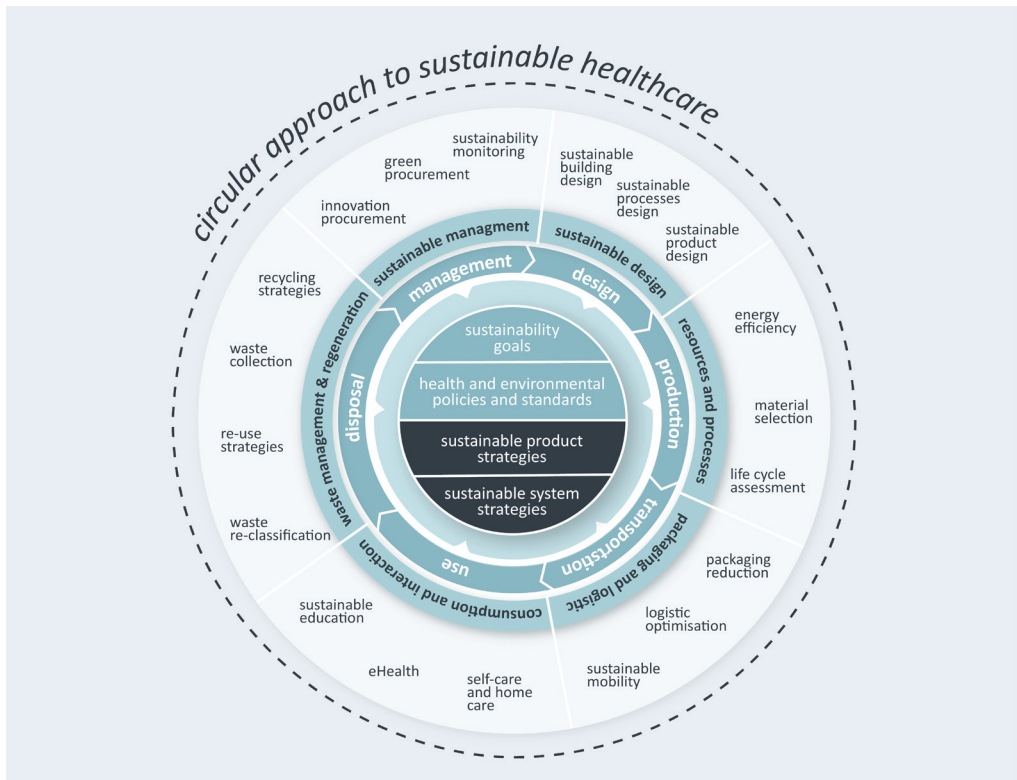 circular approach to sustainable healthcare
sustainability
monitoring
green
procurement
innovation
procurement
sustainable
building
design
sustainable
processes
design
sustainable
product
design
energy
efficiency
material
selection
life cycle
assessment
packaging
reduction
logistic
optimisation
sustainable
mobility
self-care
and home
care
eHealth
sustainable
education
waste
re-classification
re-use
strategies
waste
collection
recycling
strategies
sustainable managment
sustainable design
resources and processes
packaging and logistic
consumption and interaction
waste management & regeneration
management
design
production
transportstion
use
disposal
sustainability
goals
health and environmental
policies and standards
sustainable product
strategies
sustainable system
strategies